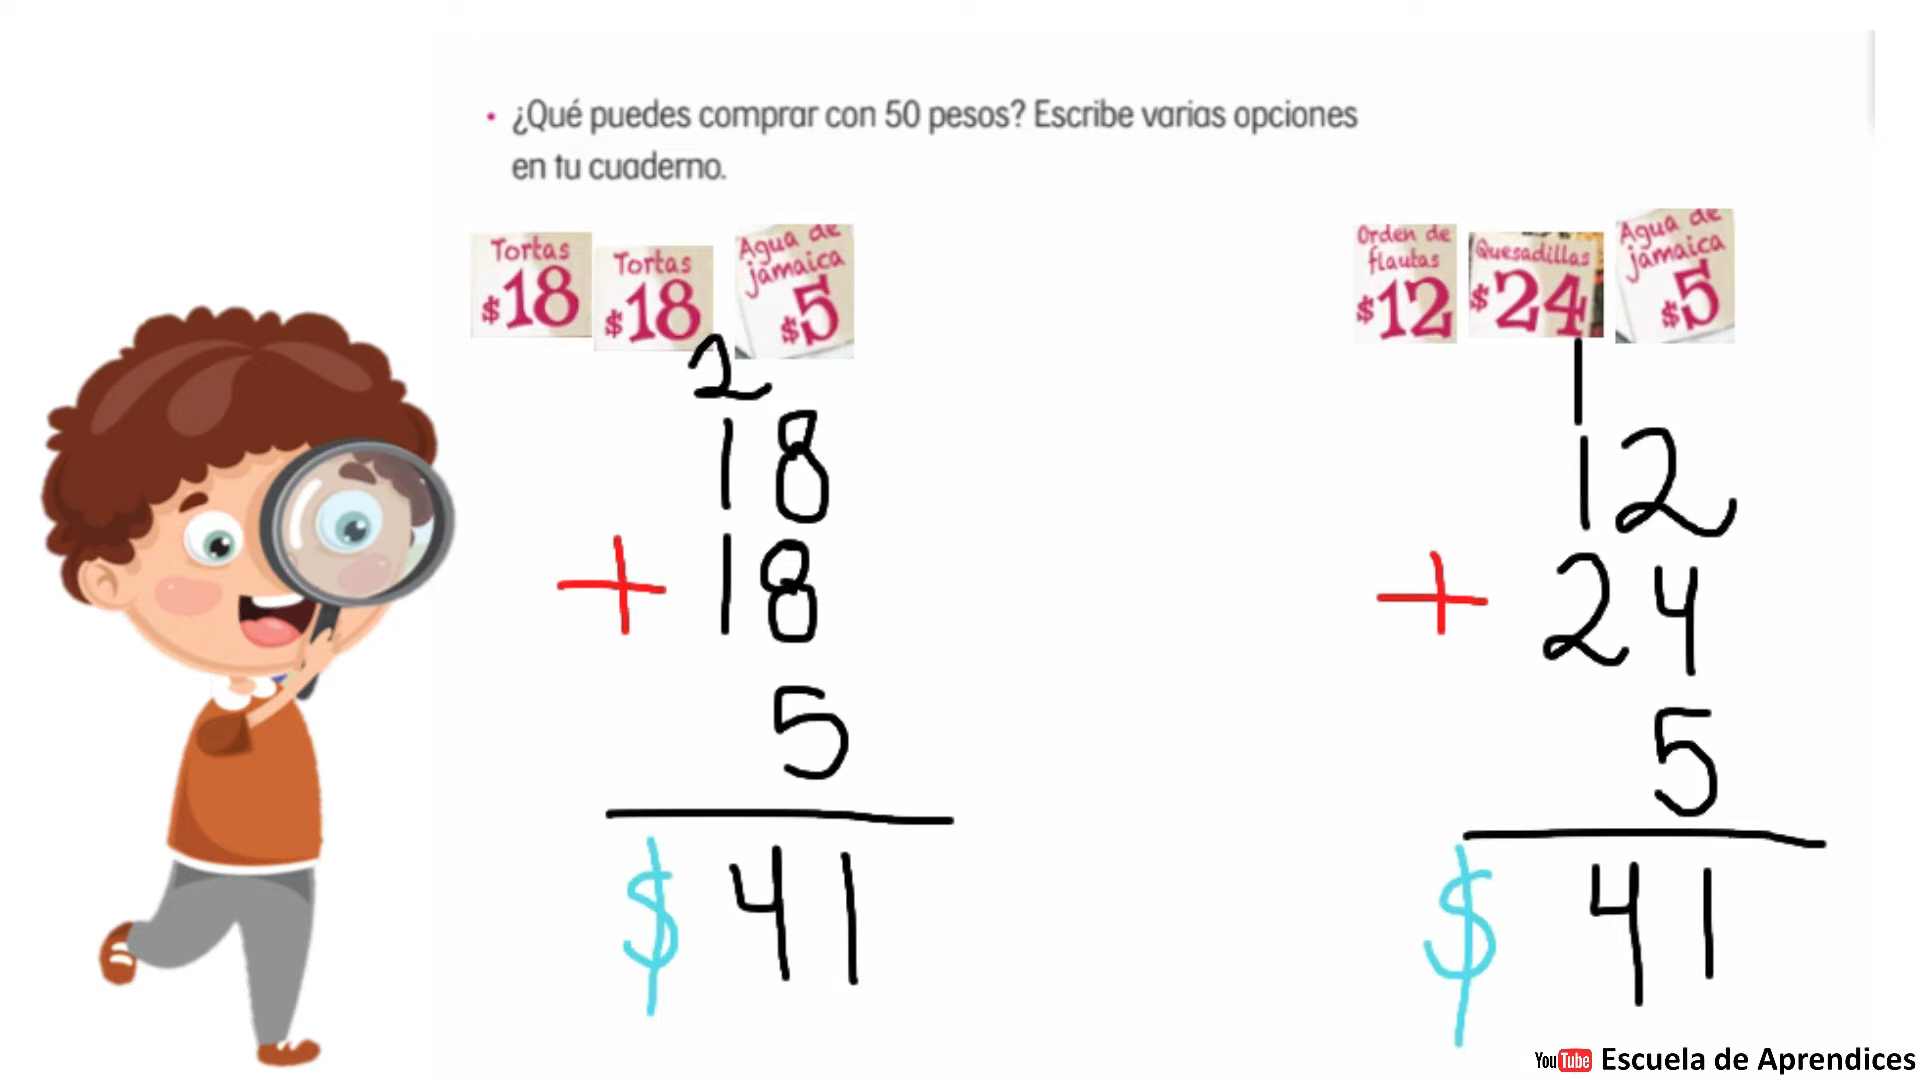 • ¿Qué puedes comprar con 50 pesos? Escribe varias opciones
en tu cuaderno.
Tortas
$18
Tortas
$18
Agua de
jamaica
$5
2
18
+ 18
5
$ 41
Orden de
flautas
$12
Quesadillas
$24
Agua de
jamaica
$5
1
12
+ 24
5
$ 41
YouTube Escuela de Aprendices